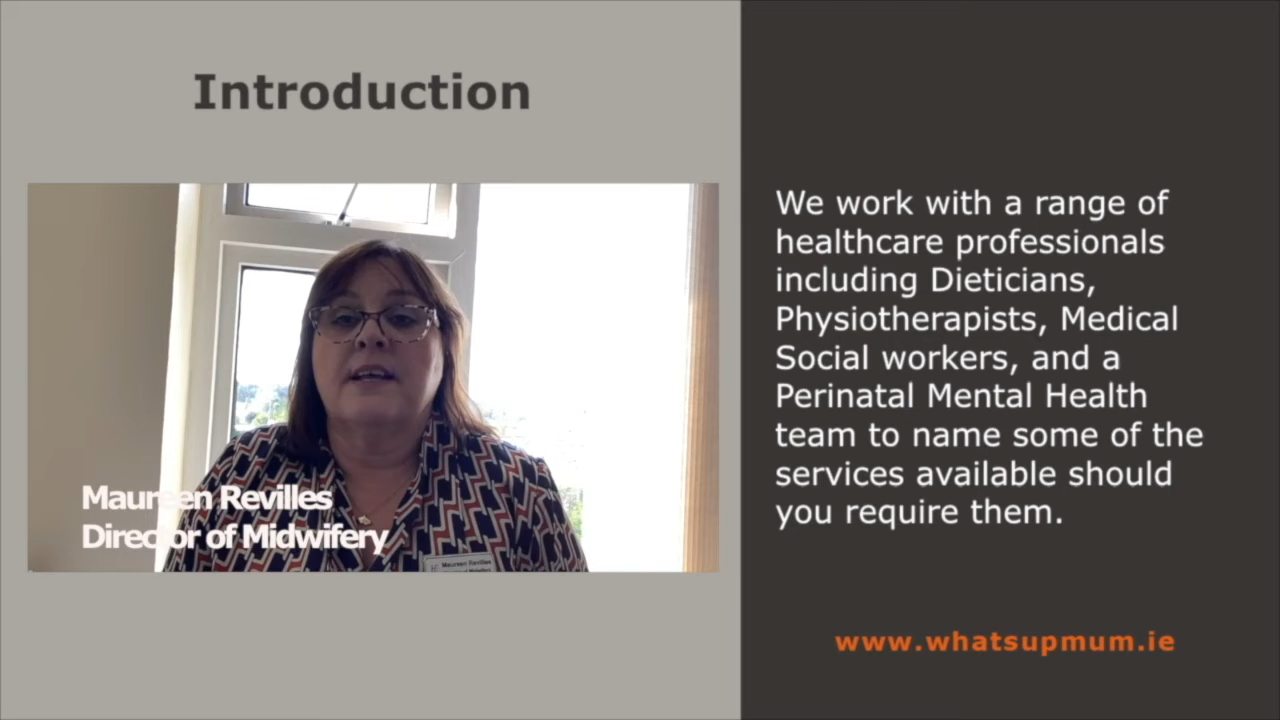 Introduction
Maureen Revilles
Director of Midwifery
Maureen Revilles
We work with a range of
healthcare professionals
including Dieticians,
Physiotherapists, Medical
Social workers, and a
Perinatal Mental Health
team to name some of the
services available should
you require them.
www.whatsupmum.ie